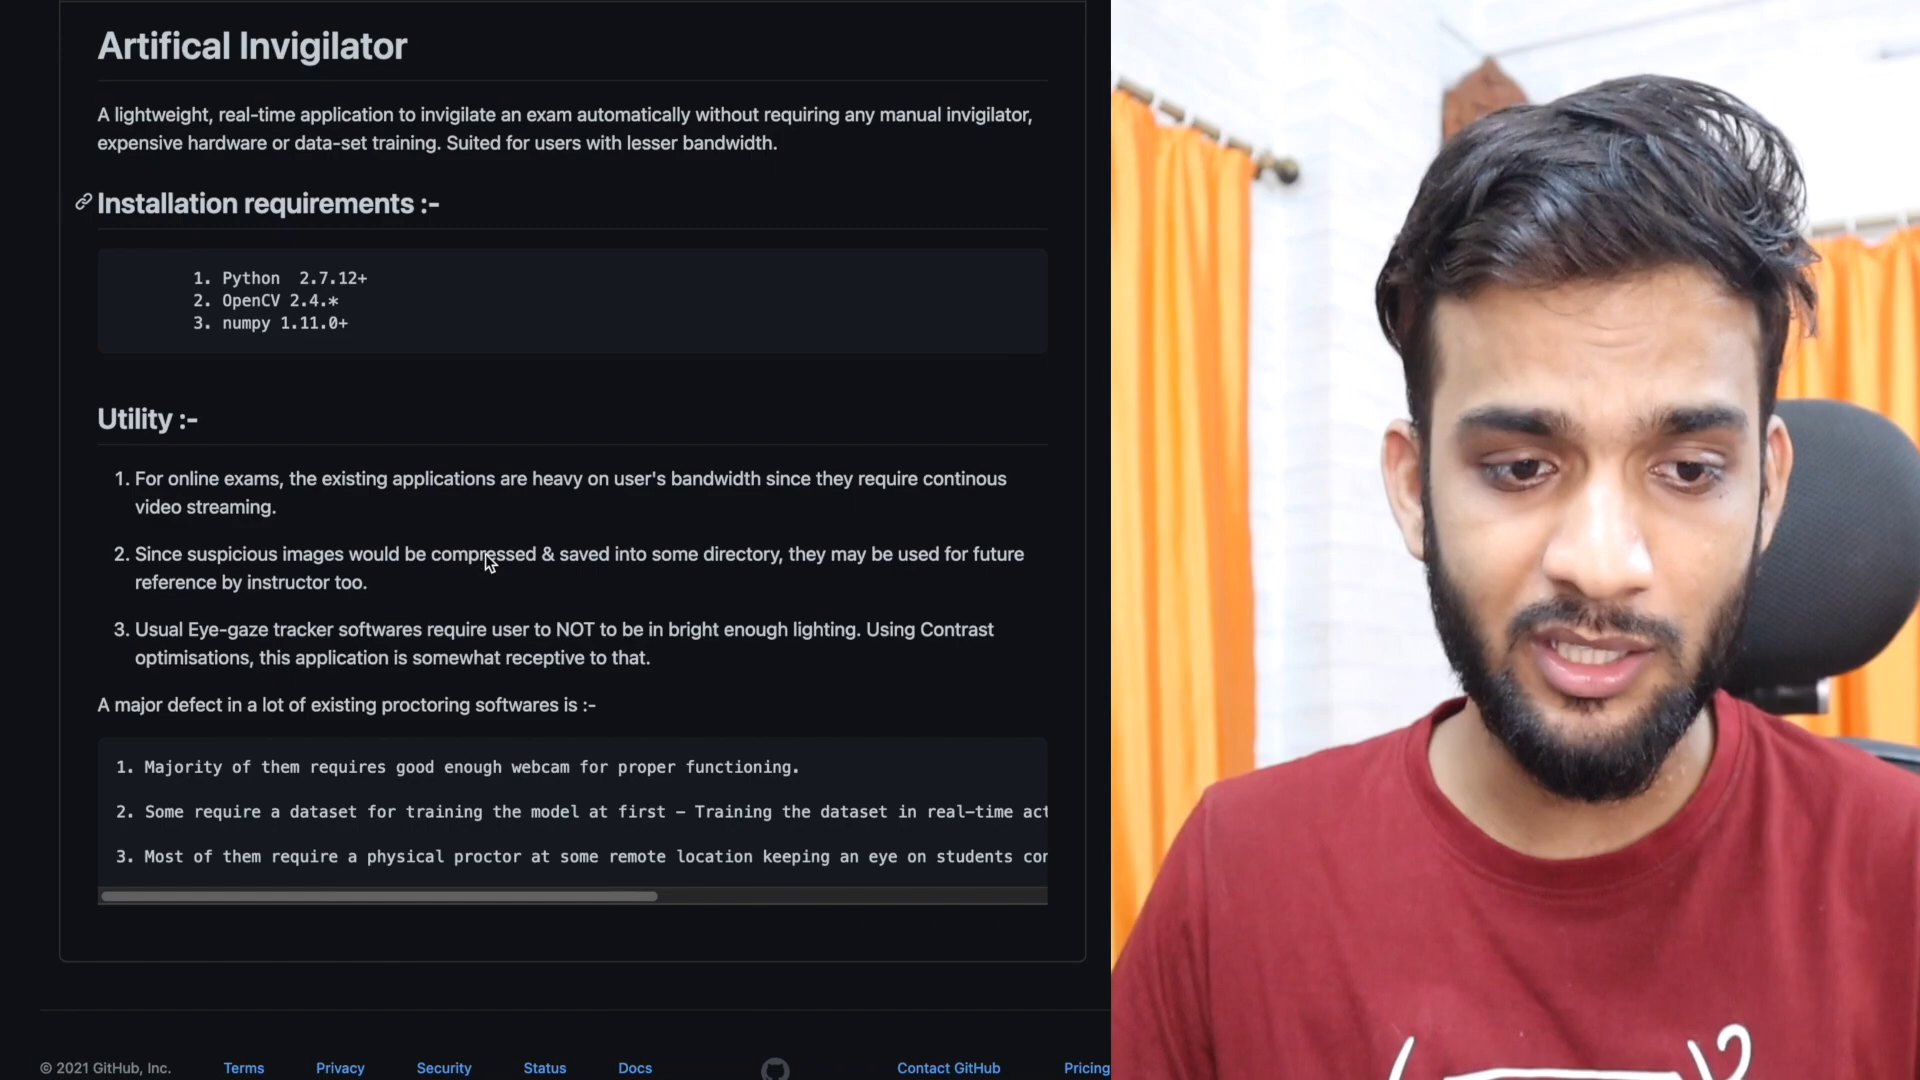 Artifical Invigilator
A lightweight, real-time application to invigilate an exam automatically without requiring any manual invigilator,
expensive hardware or data-set training. Suited for users with lesser bandwidth.
Installation requirements :-
1. Python  2.7.12+
2. OpenCV 2.4.*
3. numpy 1.11.0+
Utility :-
1. For online exams, the existing applications are heavy on user's bandwidth since they require continous
video streaming.
2. Since suspicious images would be compressed & saved into some directory, they may be used for future
reference by instructor too.
3. Usual Eye-gaze tracker softwares require user to NOT to be in bright enough lighting. Using Contrast
optimisations, this application is somewhat receptive to that.
A major defect in a lot of existing proctoring softwares is :-
1. Majority of them requires good enough webcam for proper functioning.
2. Some require a dataset for training the model at first – Training the dataset in real-time act
3. Most of them require a physical proctor at some remote location keeping an eye on students con
© 2021 GitHub, Inc. Terms Privacy Security Status Docs Contact GitHub Pricing